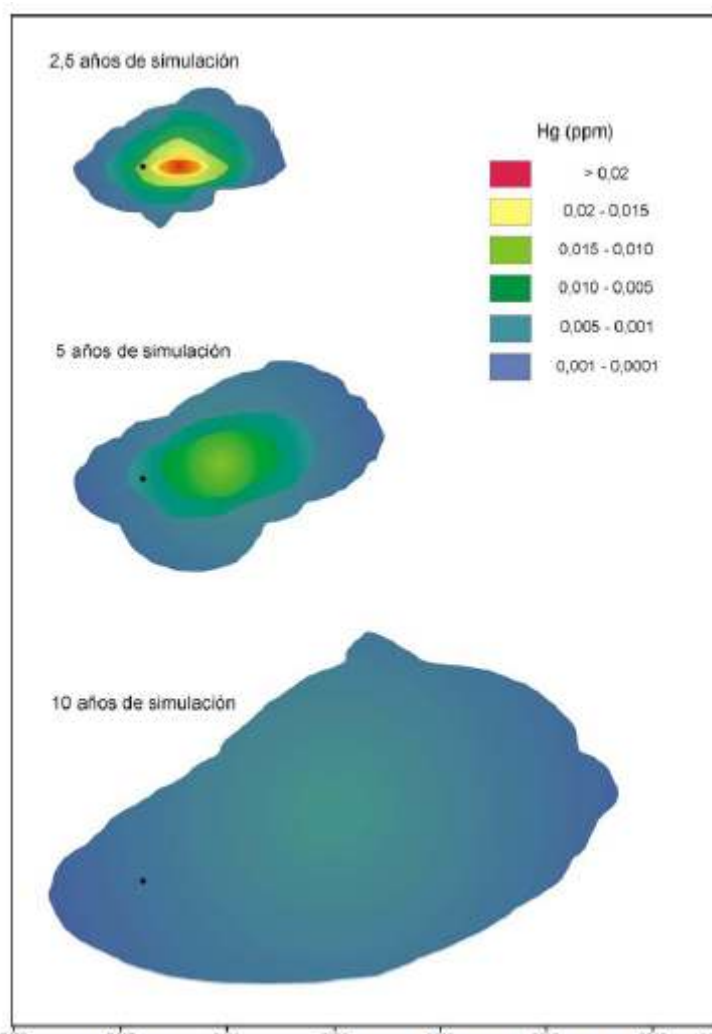 2,5 años de simulación
Hg (ppm)
> 0,02
0,02 - 0,015
0,015 - 0,010
0,010 - 0,005
0,005 - 0,001
0,001 - 0,0001
5 años de simulación
10 años de simulación